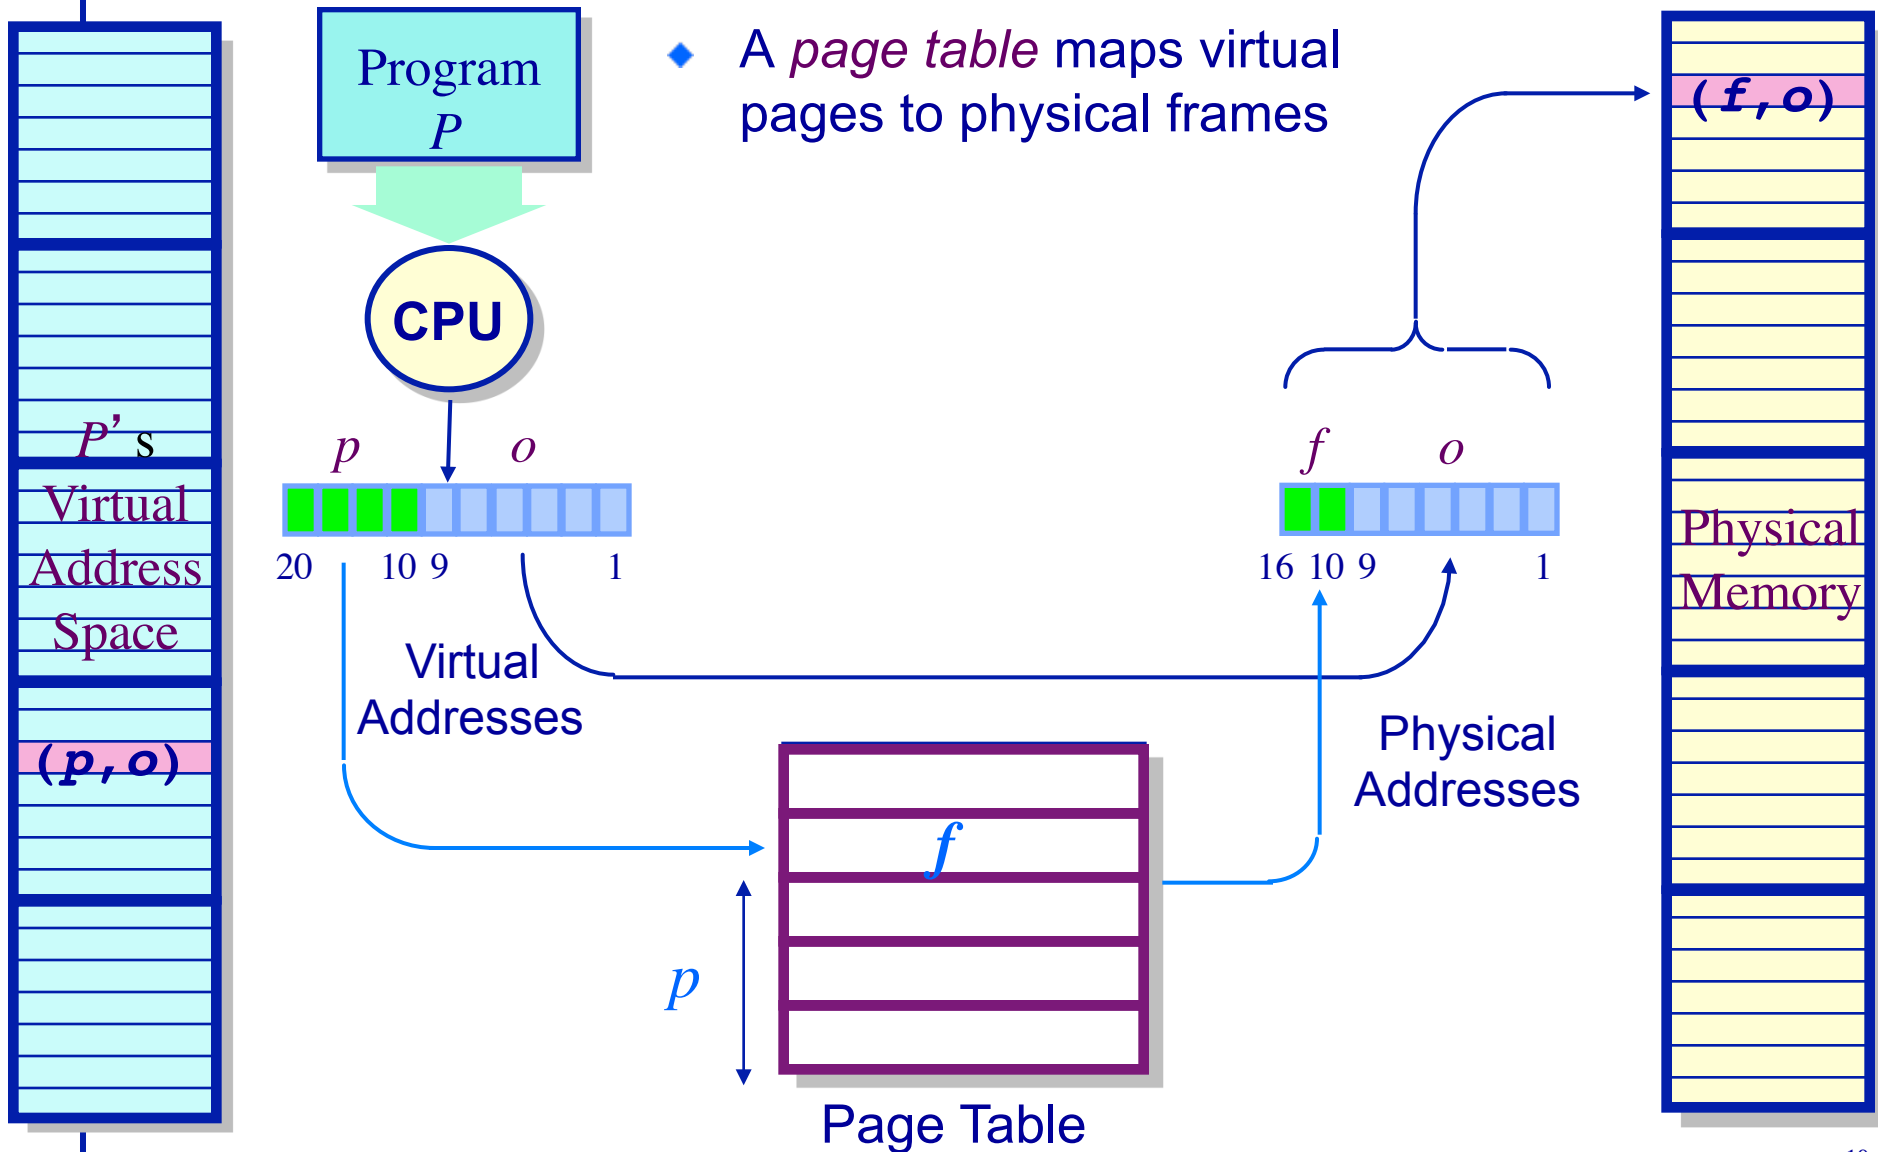 Program
P
A page table maps virtual
pages to physical frames
(f,o)
CPU
P's
Virtual
Address
Space
(p,o)
p o
20 10 9 1
Virtual
Addresses
f o
16 10 9 1
Physical
Addresses
Physical
Memory
f
p
Page Table